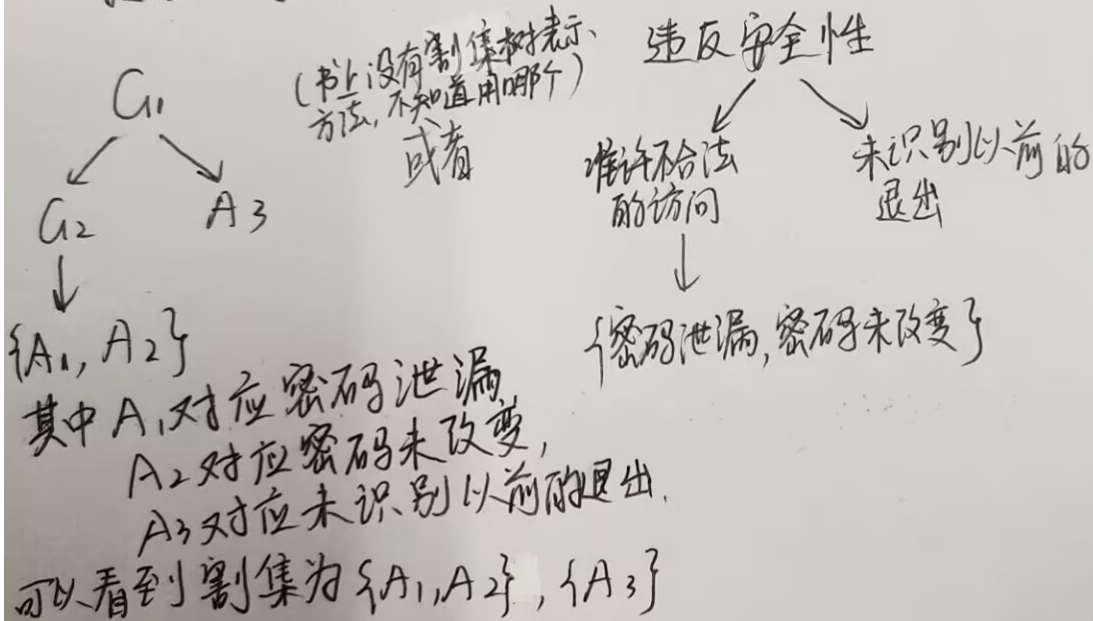 G₁
G₂
A3
↓
{A₁, A₂}
(书上没有割集树表示
方法,不知道用哪个)
或者
违反安全性
准许不合法
的访问
未识别以前的
退出
{密码泄漏,密码未改变}
其中A₁对应密码泄漏,
A₂对应密码未改变,
A₃对应未识别以前的退出.
可以看到割集为{A₁,A₂},{A₃}